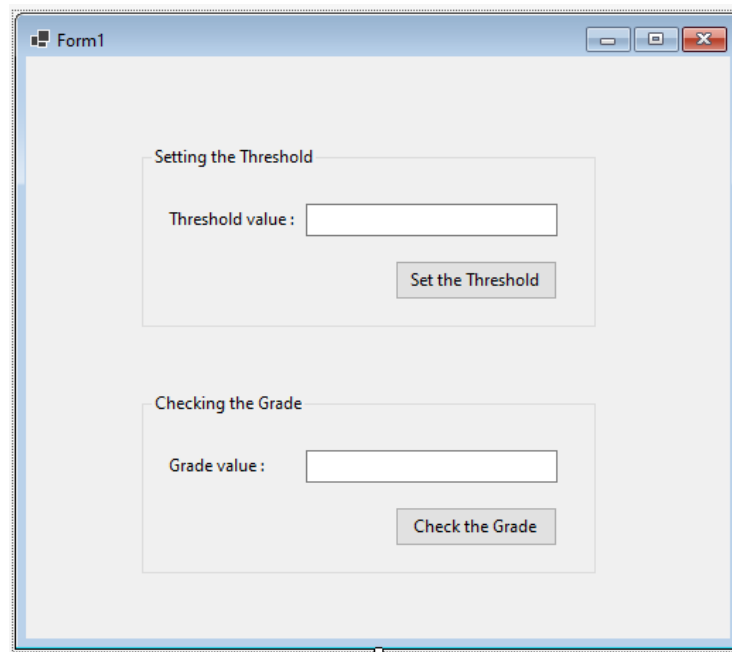 Form1
Setting the Threshold
Threshold value :
Set the Threshold
Checking the Grade
Grade value :
Check the Grade